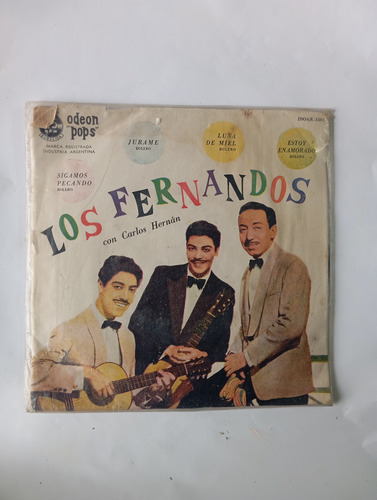 odeon
pops
MARCA REGISTRADA
INDUSTRIA ARGENTINA
JURAME
BOLERO
LUNA
DE MIEL
BOLERO
ESTOY
ENAMORADO
BOLERO
SIGAMOS
PECANDO
BOLERO
LOS FERNANDOS
con Carlos Hernán